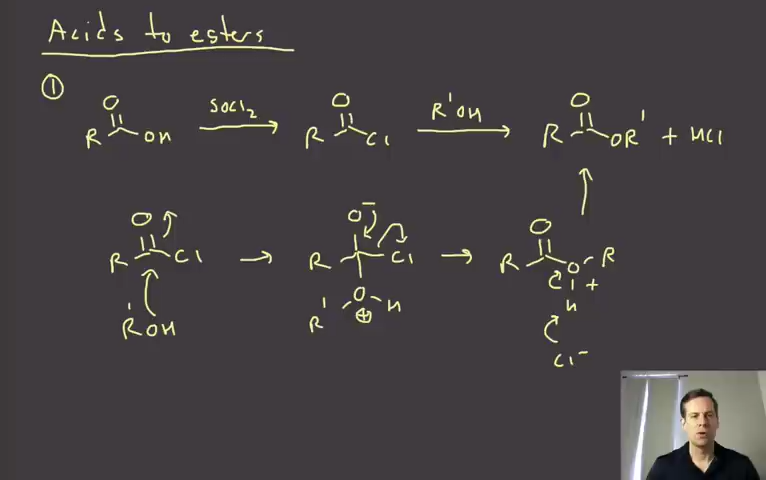 Acids to esters
①
O SOCl₂ O R'OH O
R OH R Cl R OR' + HCl
O O⁻ O
R Cl R Cl R O R
R'OH R' O H ⊕ H +
Cl⁻